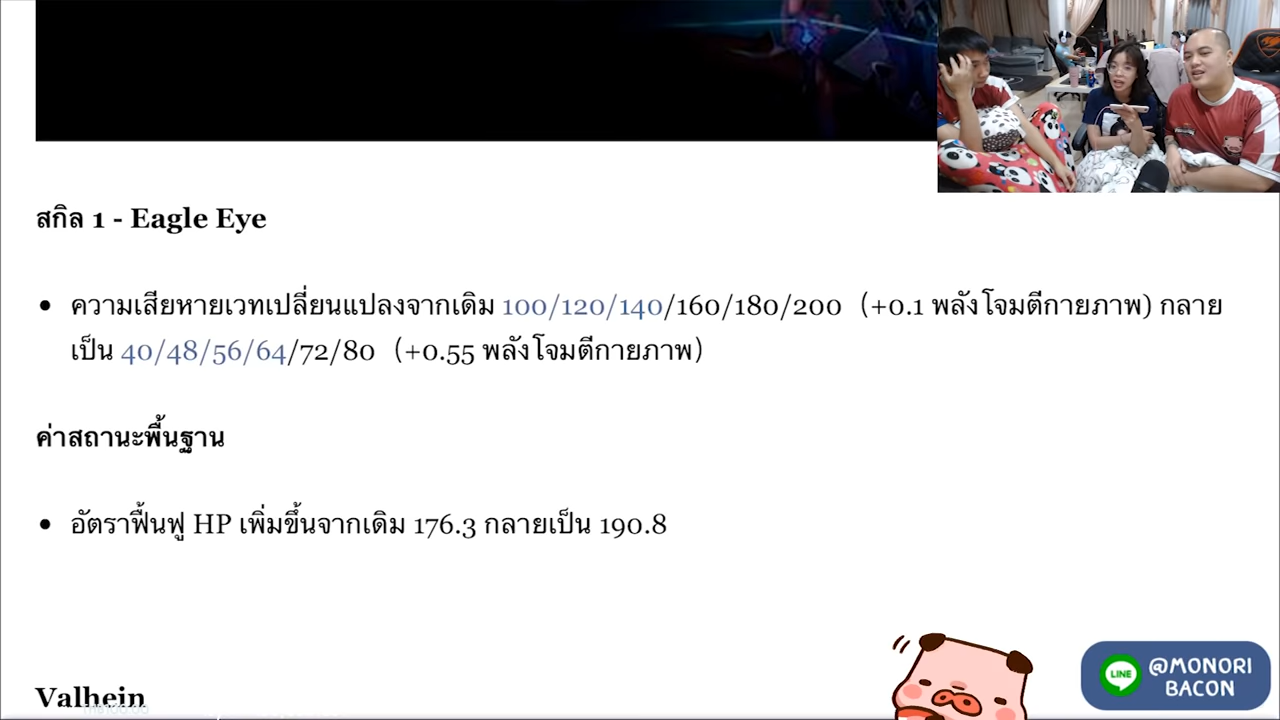 สกิล 1 - Eagle Eye
• ความเสียหายเวทเปลี่ยนแปลงจากเดิม 100/120/140/160/180/200 (+0.1 พลังโจมตีกายภาพ) กลาย
เป็น 40/48/56/64/72/80 (+0.55 พลังโจมตีกายภาพ)
ค่าสถานะพื้นฐาน
• อัตราฟื้นฟู HP เพิ่มขึ้นจากเดิม 176.3 กลายเป็น 190.8
Valhein
LINE
@MONORI
BACON